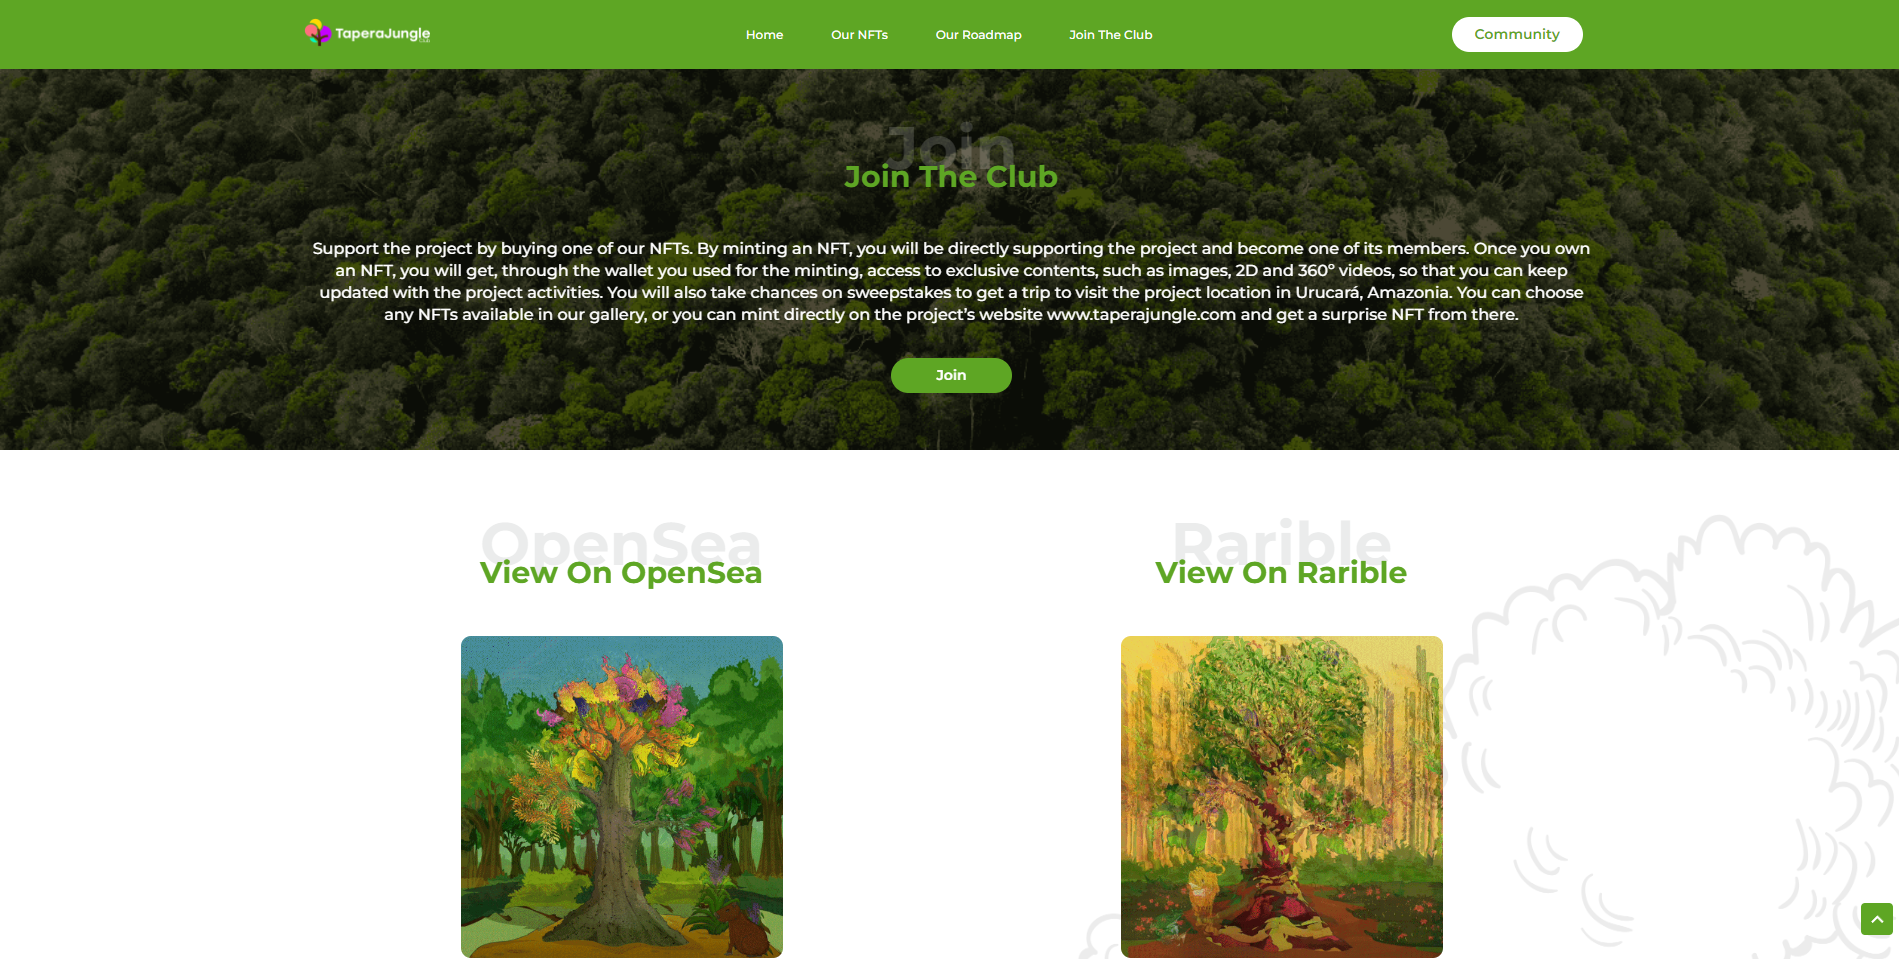 TaperaJungle
Home
Our NFTs
Our Roadmap
Join The Club
Community
Join
Join The Club
Support the project by buying one of our NFTs. By minting an NFT, you will be directly supporting the project and become one of its members. Once you own
an NFT, you will get, through the wallet you used for the minting, access to exclusive contents, such as images, 2D and 360º videos, so that you can keep
updated with the project activities. You will also take chances on sweepstakes to get a trip to visit the project location in Urucará, Amazonia. You can choose
any NFTs available in our gallery, or you can mint directly on the project’s website www.taperajungle.com and get a surprise NFT from there.
Join
OpenSea
View On OpenSea
Rarible
View On Rarible